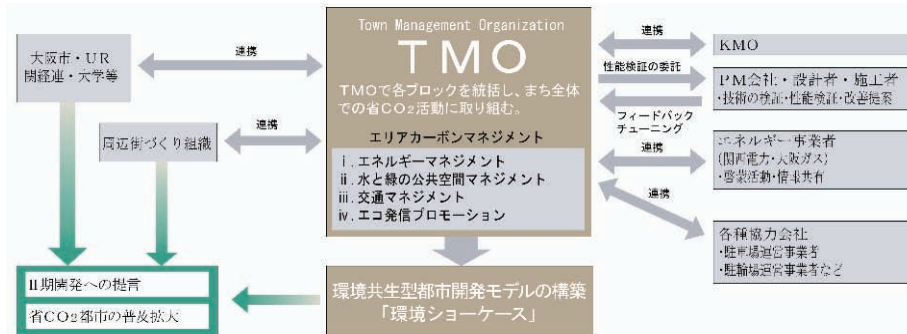 大阪市・UR
関経連・大学等
連携
周辺街づくり組織
連携
Town Management Organization
TMO
TMOで各ブロックを統括し、まち全体
での省CO2活動に取り組む。
エリアカーボンマネジメント
ⅰ.エネルギーマネジメント
ⅱ.水と緑の公共空間マネジメント
ⅲ.交通マネジメント
ⅳ.エコ発信プロモーション
連携
KMO
性能検証の委託
PM会社・設計者・施工者
・技術の検証・性能検証・改善提案
フィードバック
チューニング
連携
エネルギー事業者
(関西電力・大阪ガス)
・啓蒙活動・情報共有
連携
各種協力会社
・駐車場運営事業者
・駐輪場運営事業者など
Ⅱ期開発への提言
省CO2都市の普及拡大
環境共生型都市開発モデルの構築
「環境ショーケース」